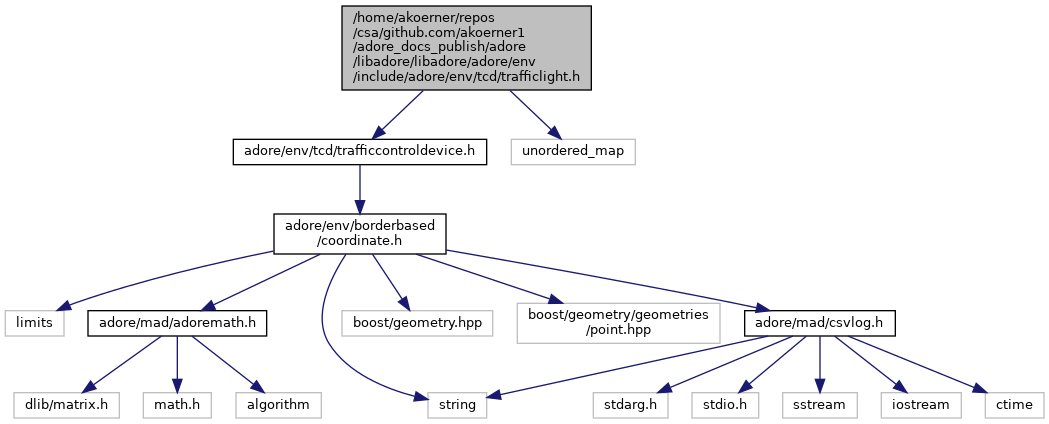 /home/akoerner/repos
/csa/github.com/akoerner1
/adore_docs_publish/adore
/libadore/libadore/adore/env
/include/adore/env/tcd/trafficlight.h
adore/env/tcd/trafficcontroldevice.h
unordered_map
adore/env/borderbased
/coordinate.h
limits
adore/mad/adoremath.h
boost/geometry.hpp
boost/geometry/geometries
/point.hpp
adore/mad/csvlog.h
dlib/matrix.h
math.h
algorithm
string
stdarg.h
stdio.h
sstream
iostream
ctime